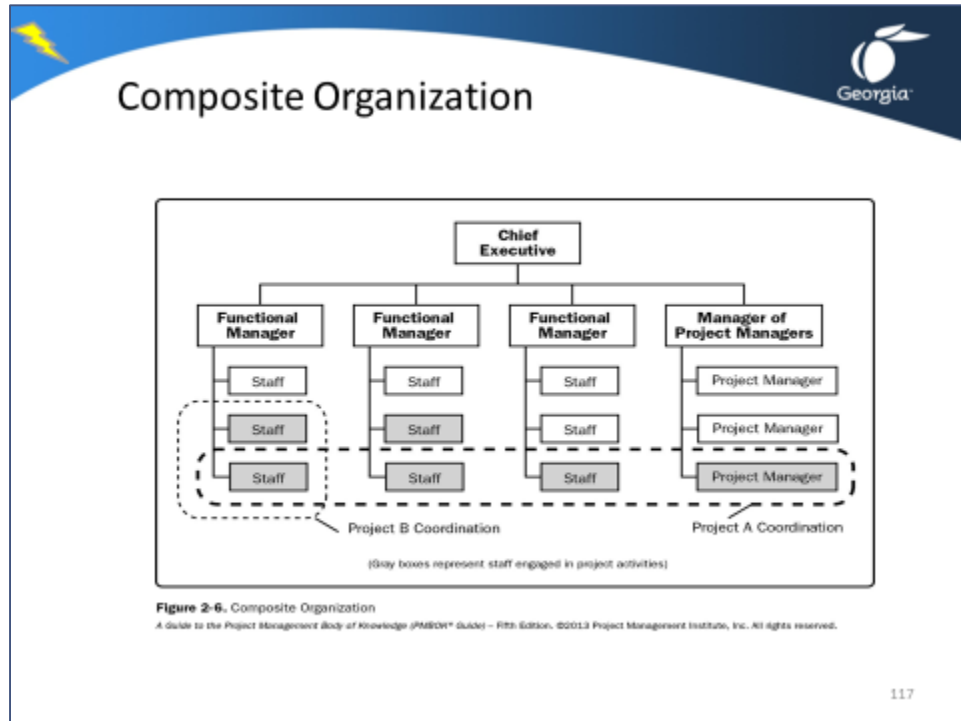 Georgia
Composite Organization
Chief
Executive
Functional
Manager
Functional
Manager
Functional
Manager
Manager of
Project Managers
Staff
Staff
Staff
Project Manager
Staff
Staff
Staff
Project Manager
Staff
Staff
Staff
Project Manager
Project B Coordination
Project A Coordination
(Gray boxes represent staff engaged in project activities)
Figure 2-6. Composite Organization
A Guide to the Project Management Body of Knowledge (PMBOK® Guide) – Fifth Edition. ©2013 Project Management Institute, Inc. All rights reserved.
117